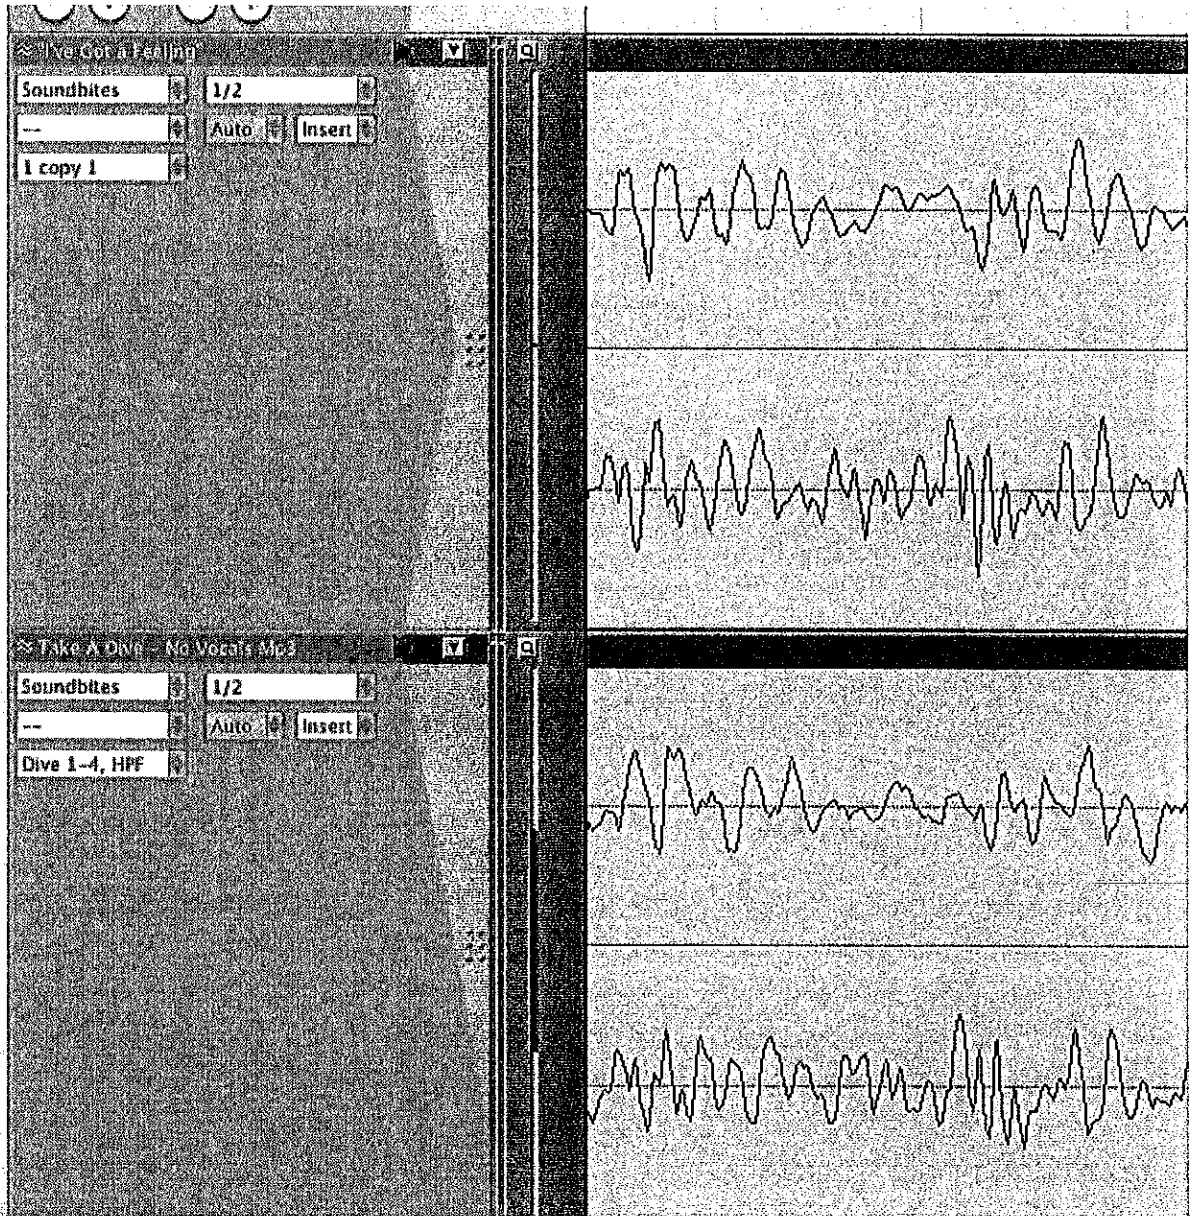 I've Got a Feeling
Soundbites 1/2
-- Auto Insert
1 copy 1
Take A Dive - No Vocals Mp3
Soundbites 1/2
-- Auto Insert
Dive 1-4, HPF